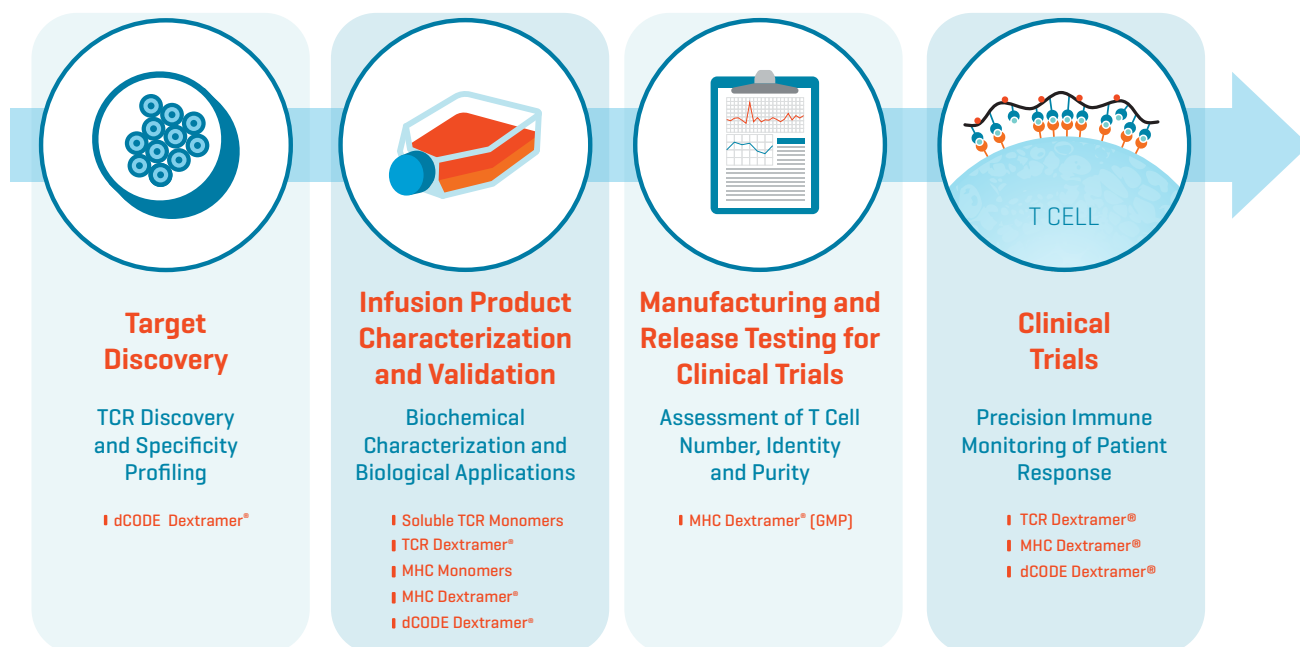 T CELL
Target
Discovery
TCR Discovery
and Specificity
Profiling
dCODE Dextramer®
Infusion Product
Characterization
and Validation
Biochemical
Characterization and
Biological Applications
Soluble TCR Monomers
TCR Dextramer®
MHC Monomers
MHC Dextramer®
dCODE Dextramer®
Manufacturing and
Release Testing for
Clinical Trials
Assessment of T Cell
Number, Identity
and Purity
MHC Dextramer® (GMP)
Clinical
Trials
Precision Immune
Monitoring of Patient
Response
TCR Dextramer®
MHC Dextramer®
dCODE Dextramer®